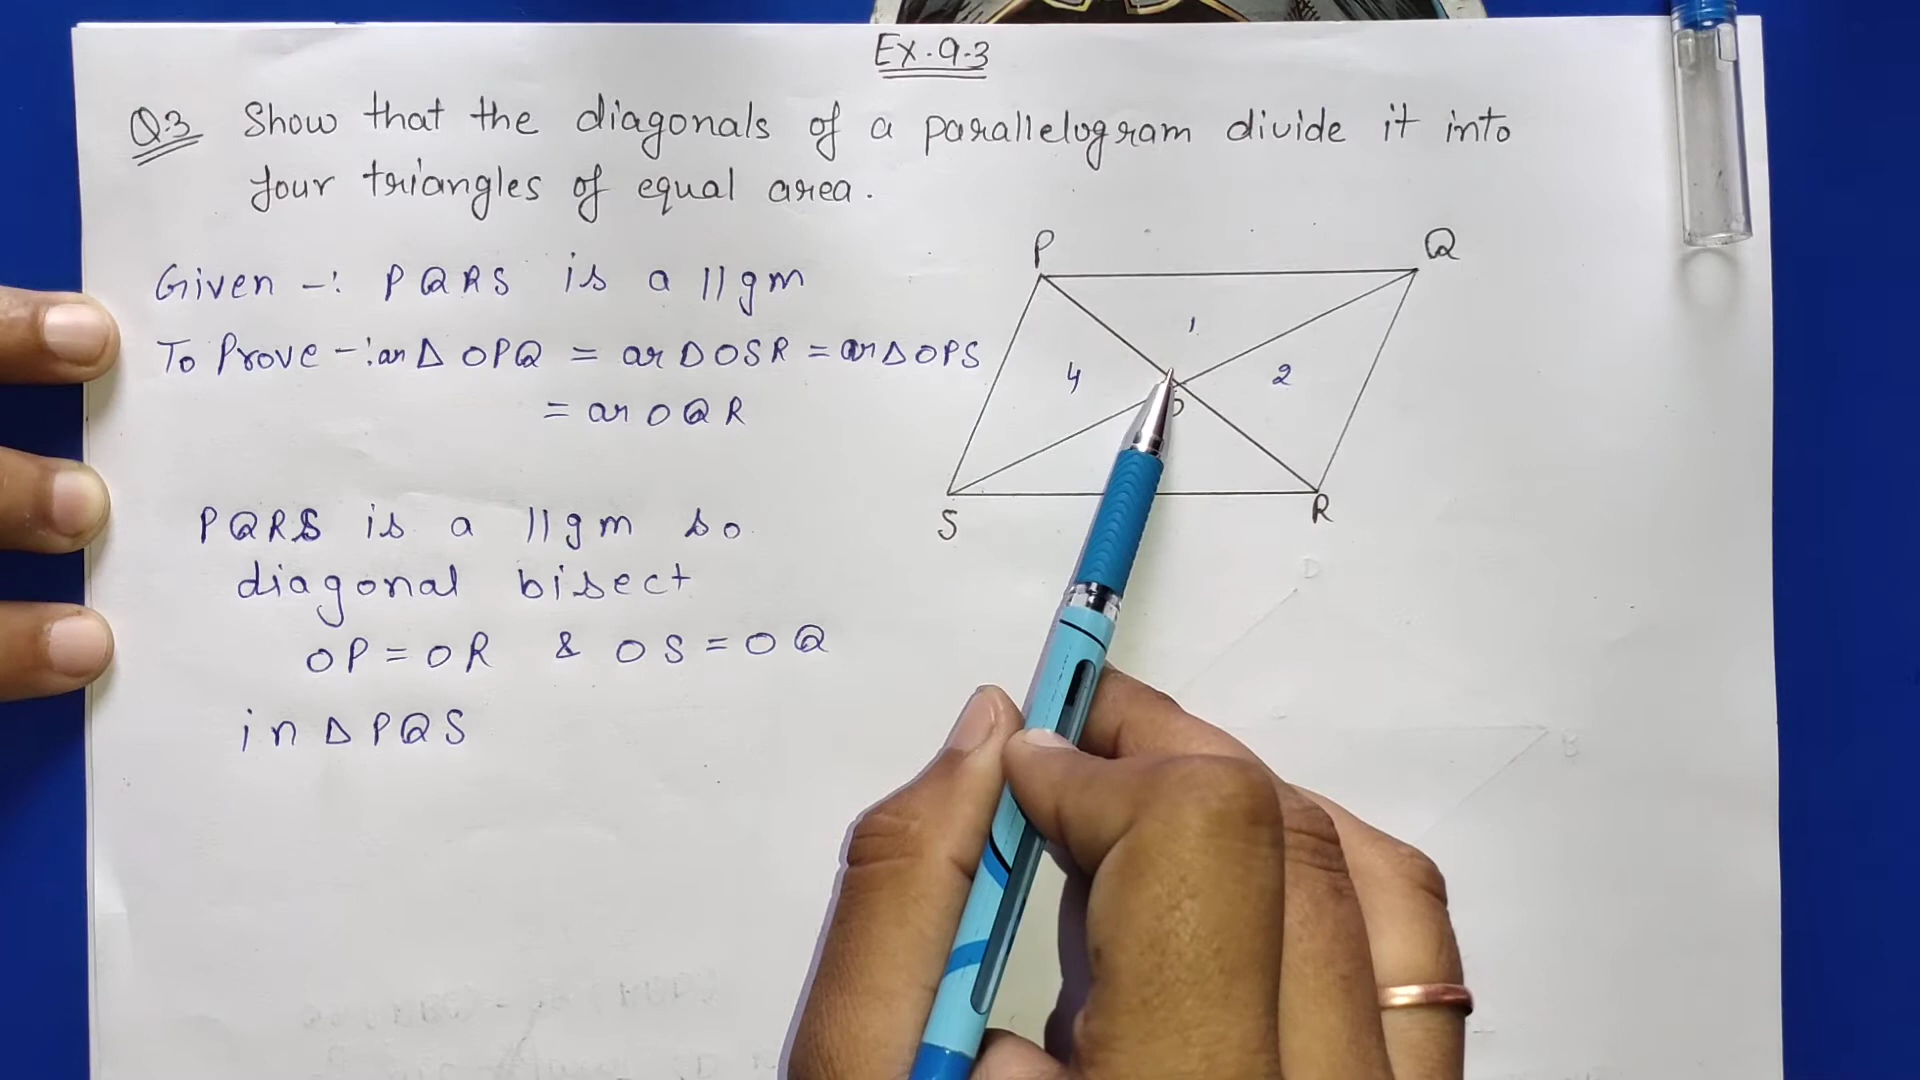 Ex. 9.3
Q.3 Show that the diagonals of a parallelogram divide it into
four triangles of equal area.
Given -: PQRS is a ||gm
To Prove -: ar Δ OPQ = ar Δ OSR = ar Δ OPS
= ar OQR
PQRS is a ||gm so
diagonal bisect
OP = OR & OS = OQ
in Δ PQS
P
Q
1
4
2
O
S
R
D
B